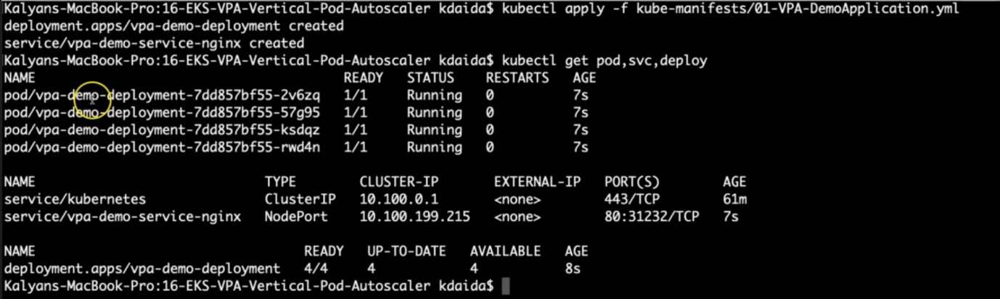 Kalyans-MacBook-Pro:16-EKS-VPA-Vertical-Pod-Autoscaler kdaida$ kubectl apply -f kube-manifests/01-VPA-DemoApplication.yml
deployment.apps/vpa-demo-deployment created
service/vpa-demo-service-nginx created
Kalyans-MacBook-Pro:16-EKS-VPA-Vertical-Pod-Autoscaler kdaida$ kubectl get pod,svc,deploy
NAME READY STATUS RESTARTS AGE
pod/vpa-demo-deployment-7dd857bf55-2v6zq 1/1 Running 0 7s
pod/vpa-demo-deployment-7dd857bf55-57g95 1/1 Running 0 7s
pod/vpa-demo-deployment-7dd857bf55-ksdqz 1/1 Running 0 7s
pod/vpa-demo-deployment-7dd857bf55-rwd4n 1/1 Running 0 7s
NAME TYPE CLUSTER-IP EXTERNAL-IP PORT(S) AGE
service/kubernetes ClusterIP 10.100.0.1 <none> 443/TCP 61m
service/vpa-demo-service-nginx NodePort 10.100.199.215 <none> 80:31232/TCP 7s
NAME READY UP-TO-DATE AVAILABLE AGE
deployment.apps/vpa-demo-deployment 4/4 4 4 8s
Kalyans-MacBook-Pro:16-EKS-VPA-Vertical-Pod-Autoscaler kdaida$